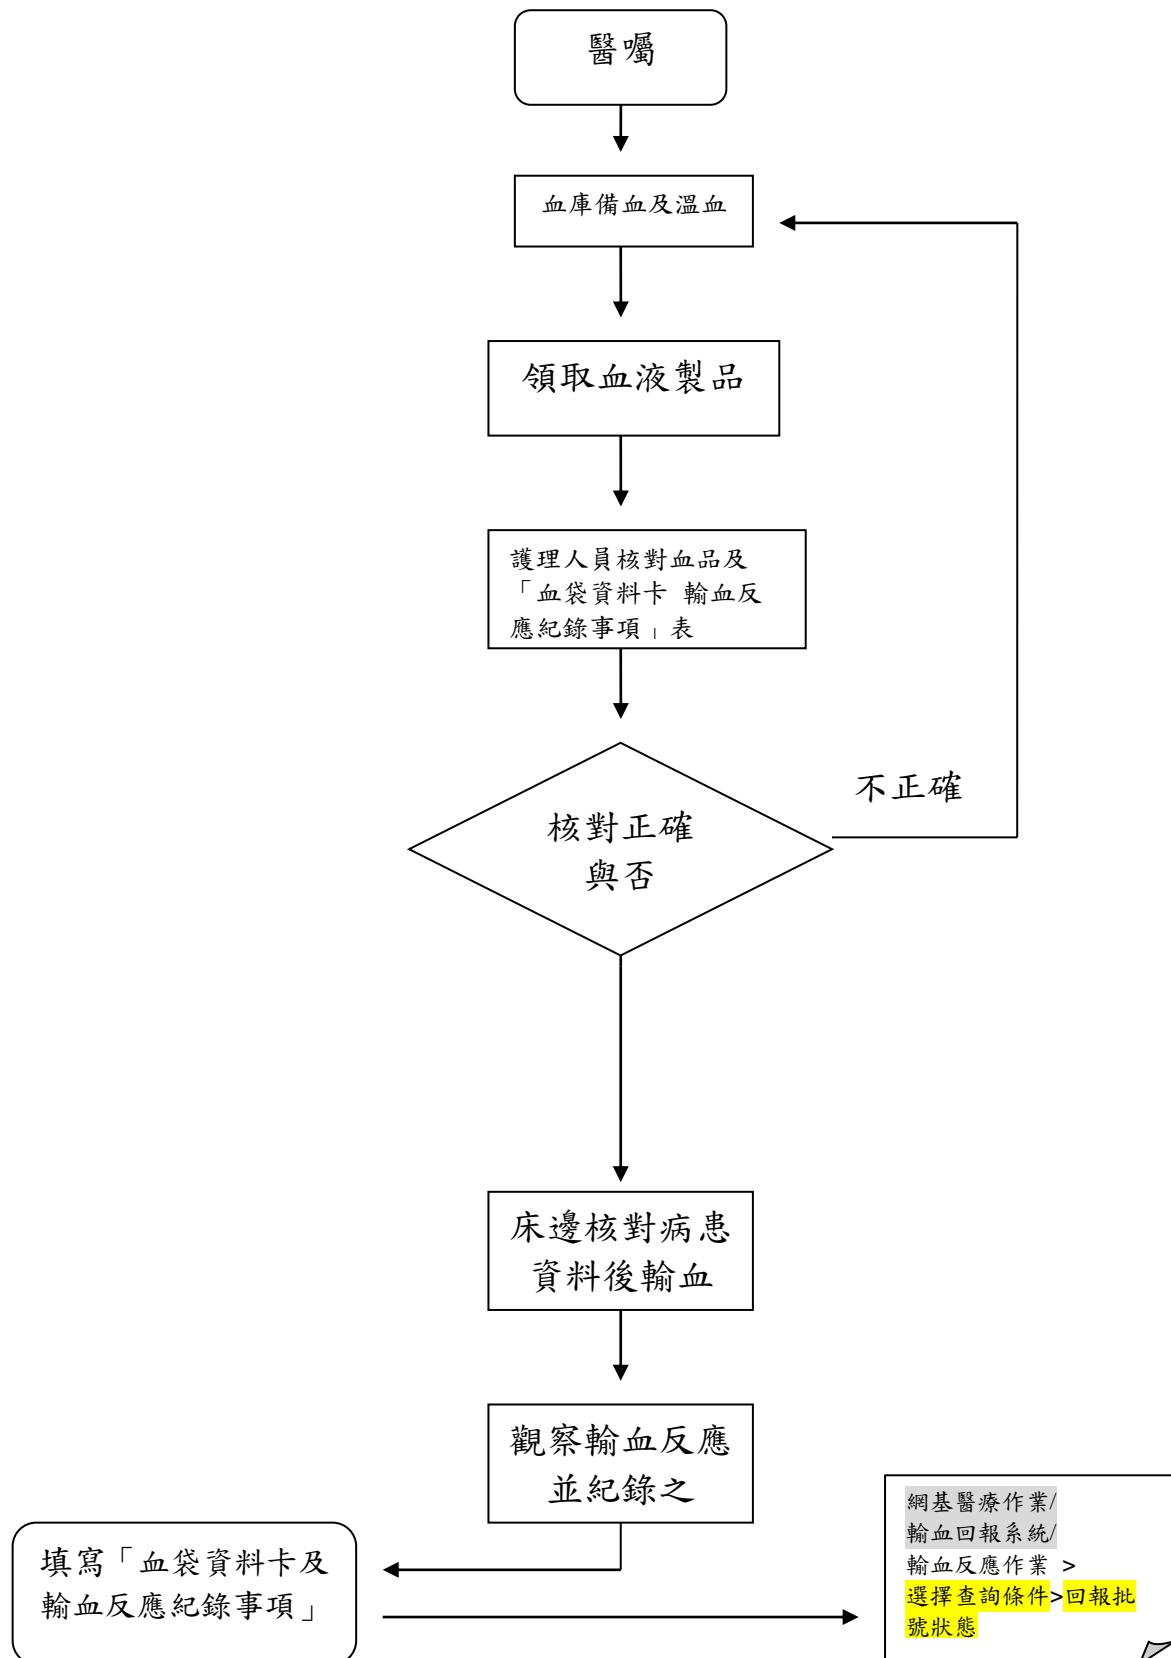 醫囑
血庫備血及溫血
領取血液製品
護理人員核對血品及
「血袋資料卡 輸血反
應紀錄事項」表
不正確
核對正確
與否
床邊核對病患
資料後輸血
觀察輸血反應
並紀錄之
填寫「血袋資料卡及
輸血反應紀錄事項」
網基醫療作業/
輸血回報系統/
輸血反應作業 >
選擇查詢條件>回報批
號狀態